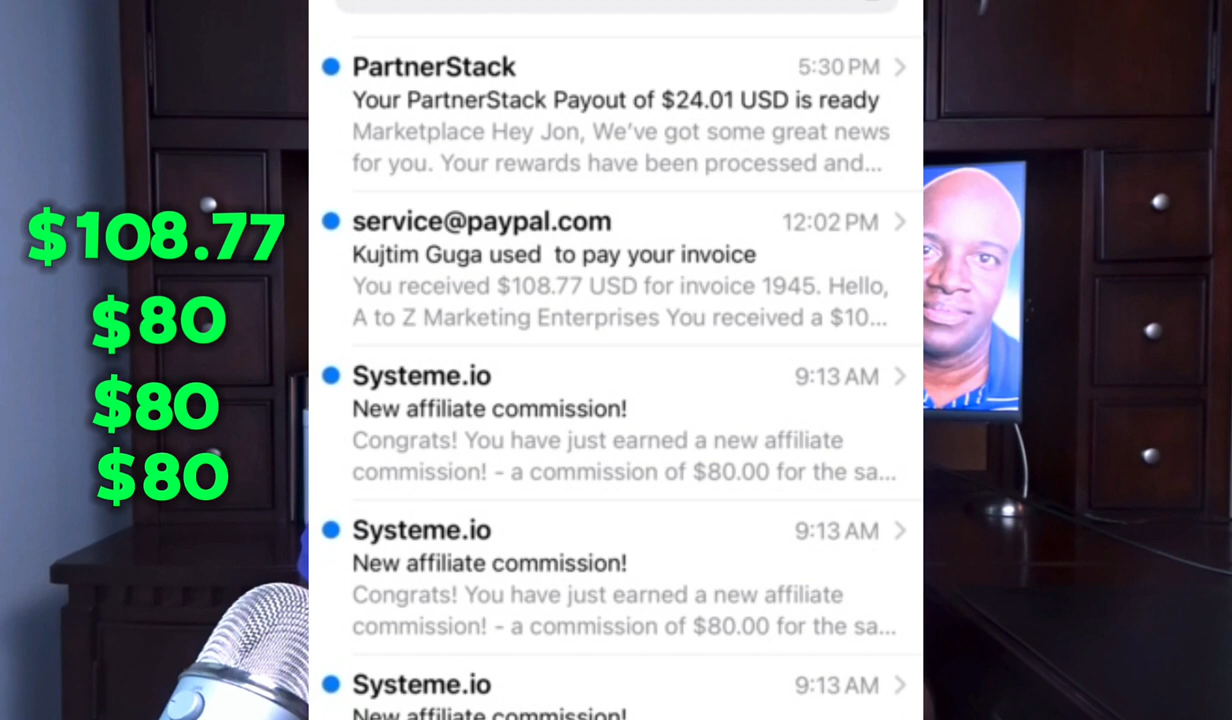 PartnerStack 5:30 PM
Your PartnerStack Payout of $24.01 USD is ready
Marketplace Hey Jon, We've got some great news
for you. Your rewards have been processed and...
service@paypal.com 12:02 PM
Kujtim Guga used to pay your invoice
You received $108.77 USD for invoice 1945. Hello,
A to Z Marketing Enterprises You received a $10...
Systeme.io 9:13 AM
New affiliate commission!
Congrats! You have just earned a new affiliate
commission! - a commission of $80.00 for the sa...
Systeme.io 9:13 AM
New affiliate commission!
Congrats! You have just earned a new affiliate
commission! - a commission of $80.00 for the sa...
Systeme.io 9:13 AM
New affiliate commission!
$108.77
$80
$80
$80